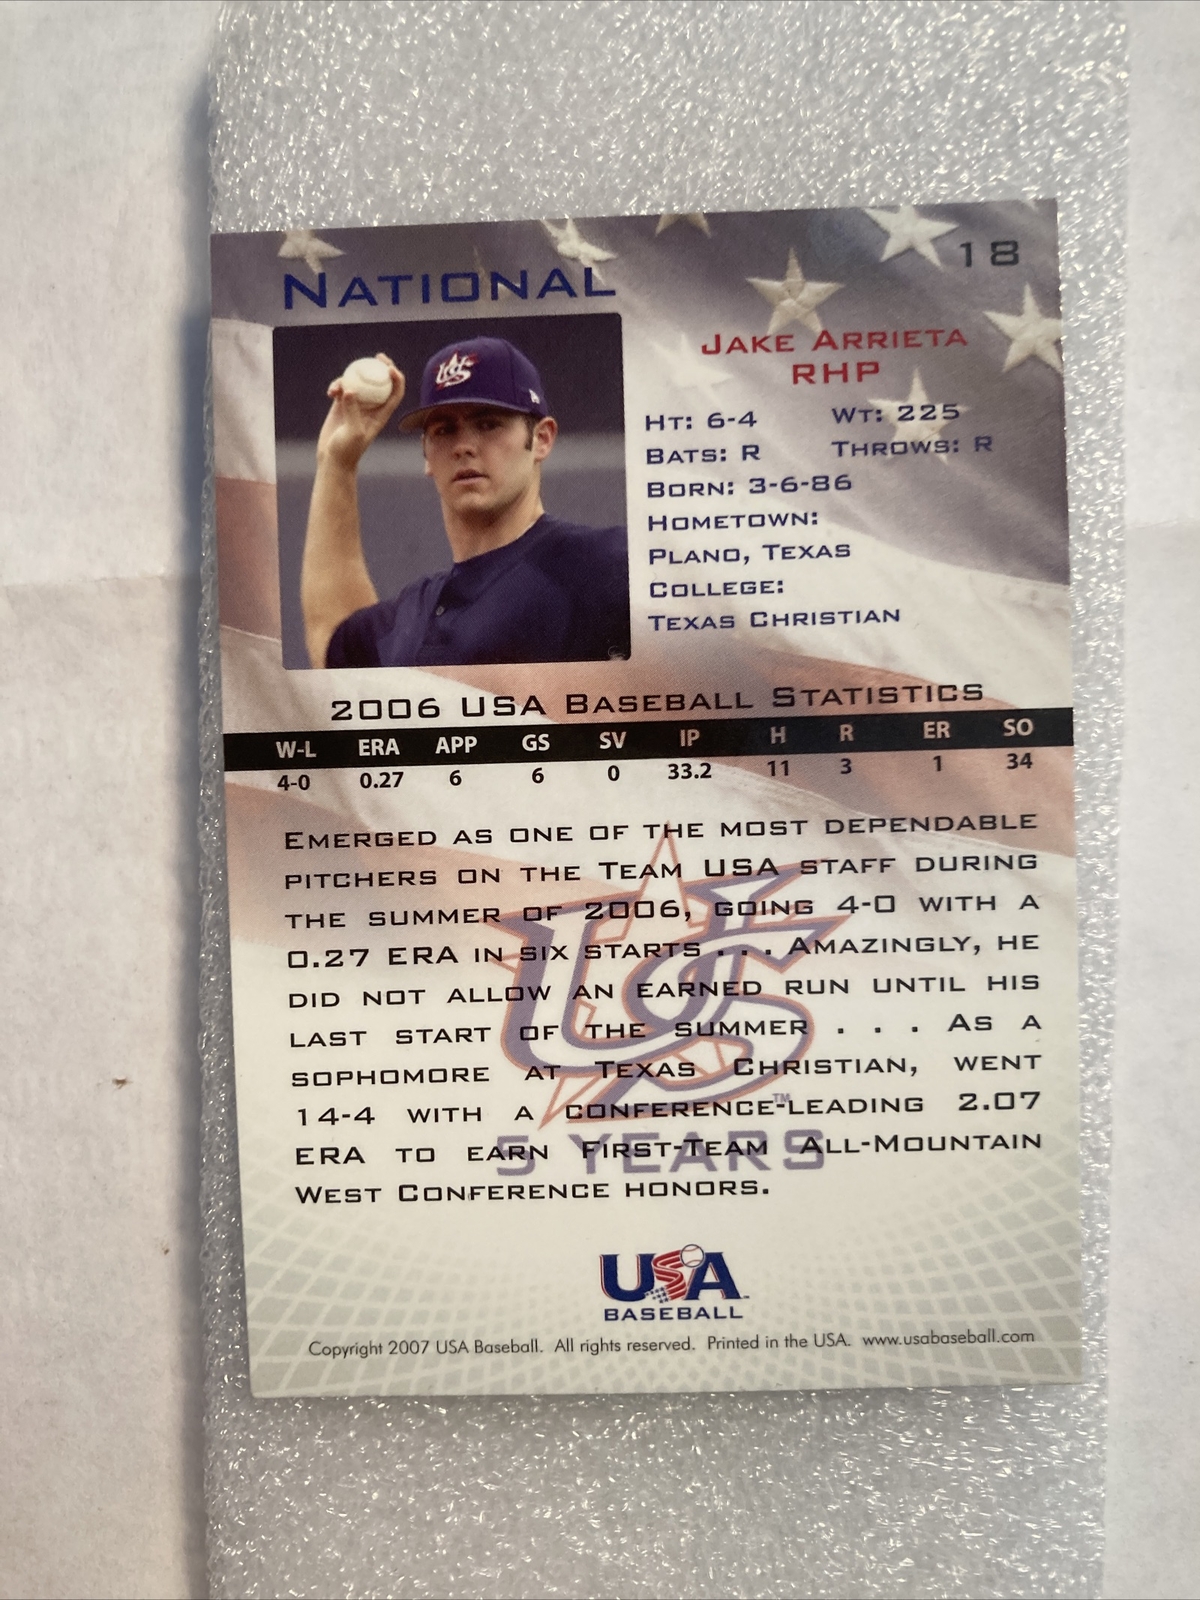 NATIONAL
18
JAKE ARRIETA
RHP
HT: 6-4 WT: 225
BATS: R THROWS: R
BORN: 3-6-86
HOMETOWN:
PLANO, TEXAS
COLLEGE:
TEXAS CHRISTIAN
US
2006 USA BASEBALL STATISTICS
W-L ERA APP GS SV IP H R ER SO
4-0 0.27 6 6 0 33.2 11 3 1 34
EMERGED AS ONE OF THE MOST DEPENDABLE
PITCHERS ON THE TEAM USA STAFF DURING
THE SUMMER OF 2006, GOING 4-0 WITH A
0.27 ERA IN SIX STARTS . . . AMAZINGLY, HE
DID NOT ALLOW AN EARNED RUN UNTIL HIS
LAST START OF THE SUMMER . . . AS A
SOPHOMORE AT TEXAS CHRISTIAN, WENT
14-4 WITH A CONFERENCE-LEADING 2.07
ERA TO EARN FIRST-TEAM ALL-MOUNTAIN
WEST CONFERENCE HONORS.
US
TM
5 YEARS
USA
BASEBALL
Copyright 2007 USA Baseball. All rights reserved. Printed in the USA. www.usabaseball.com